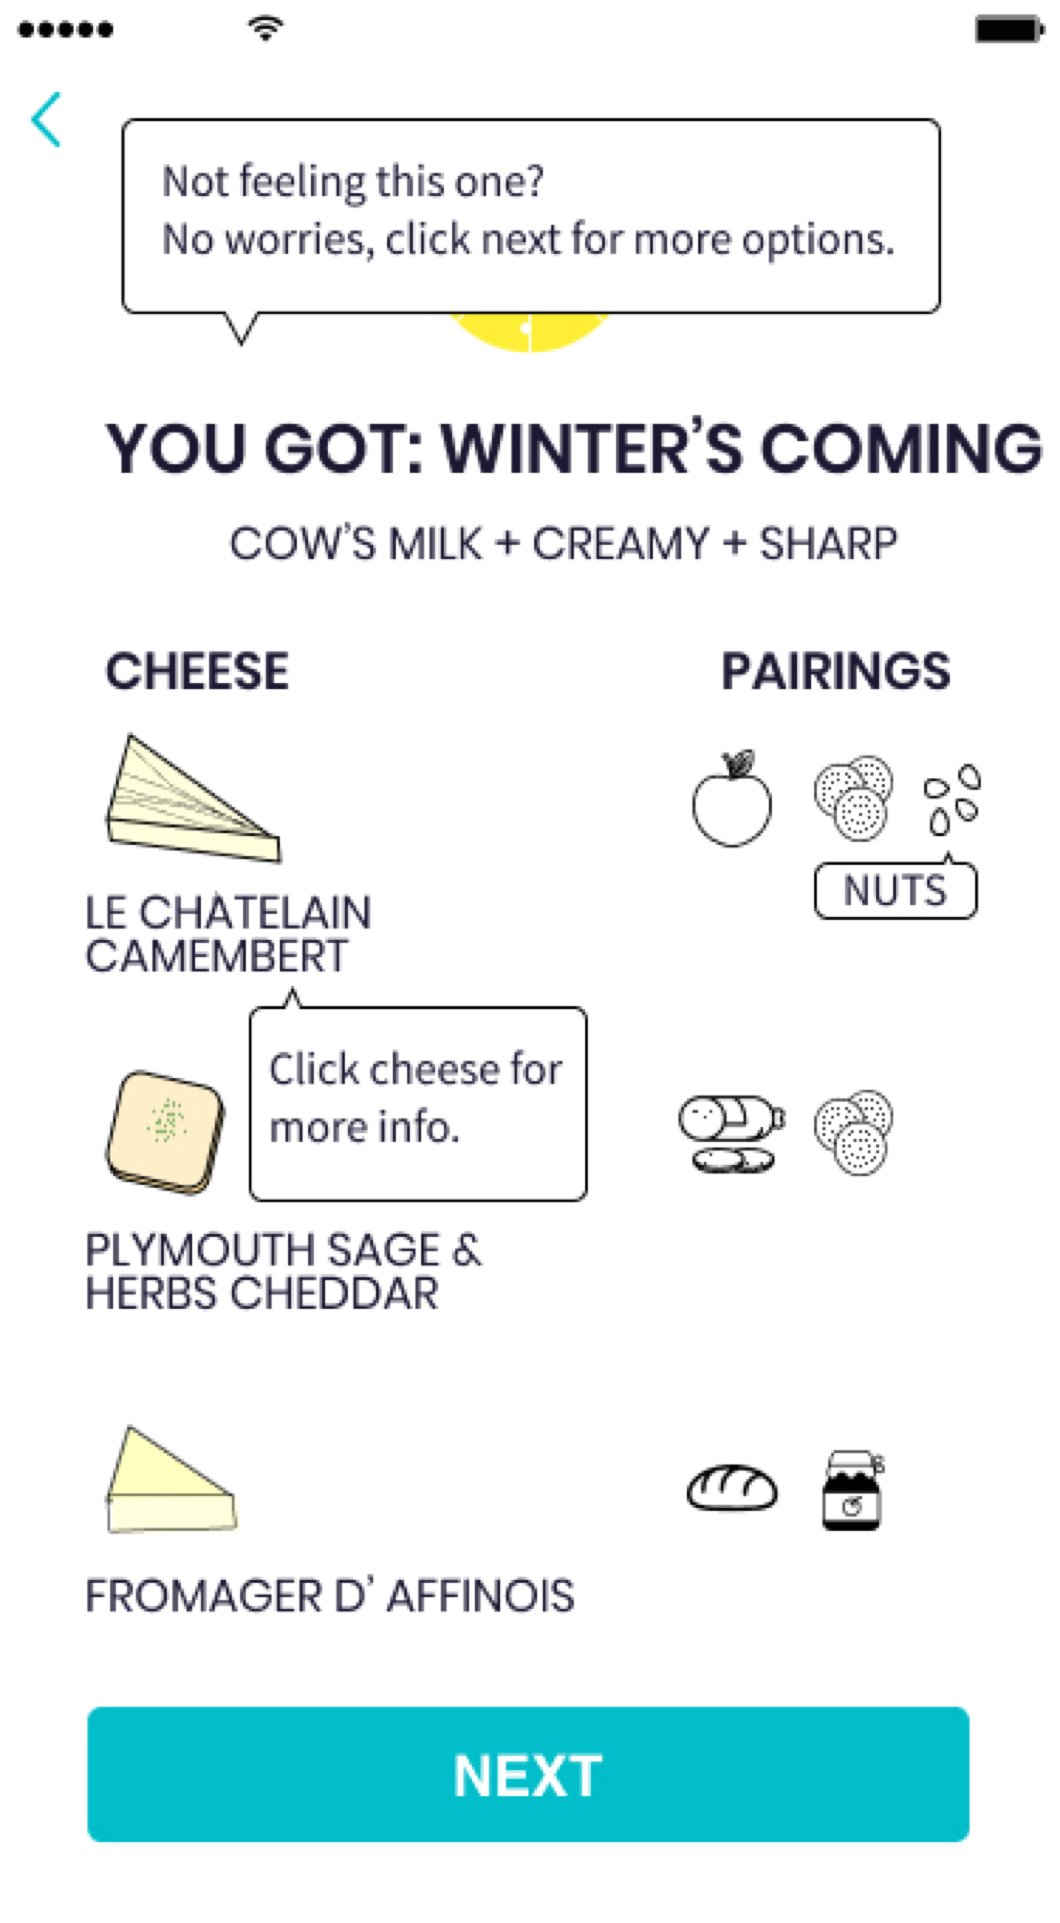 Not feeling this one?
No worries, click next for more options.
YOU GOT: WINTER’S COMING
COW’S MILK + CREAMY + SHARP
CHEESE
PAIRINGS
LE CHÀTELAIN
CAMEMBERT
NUTS
Click cheese for
more info.
PLYMOUTH SAGE &
HERBS CHEDDAR
FROMAGER D’ AFFINOIS
NEXT